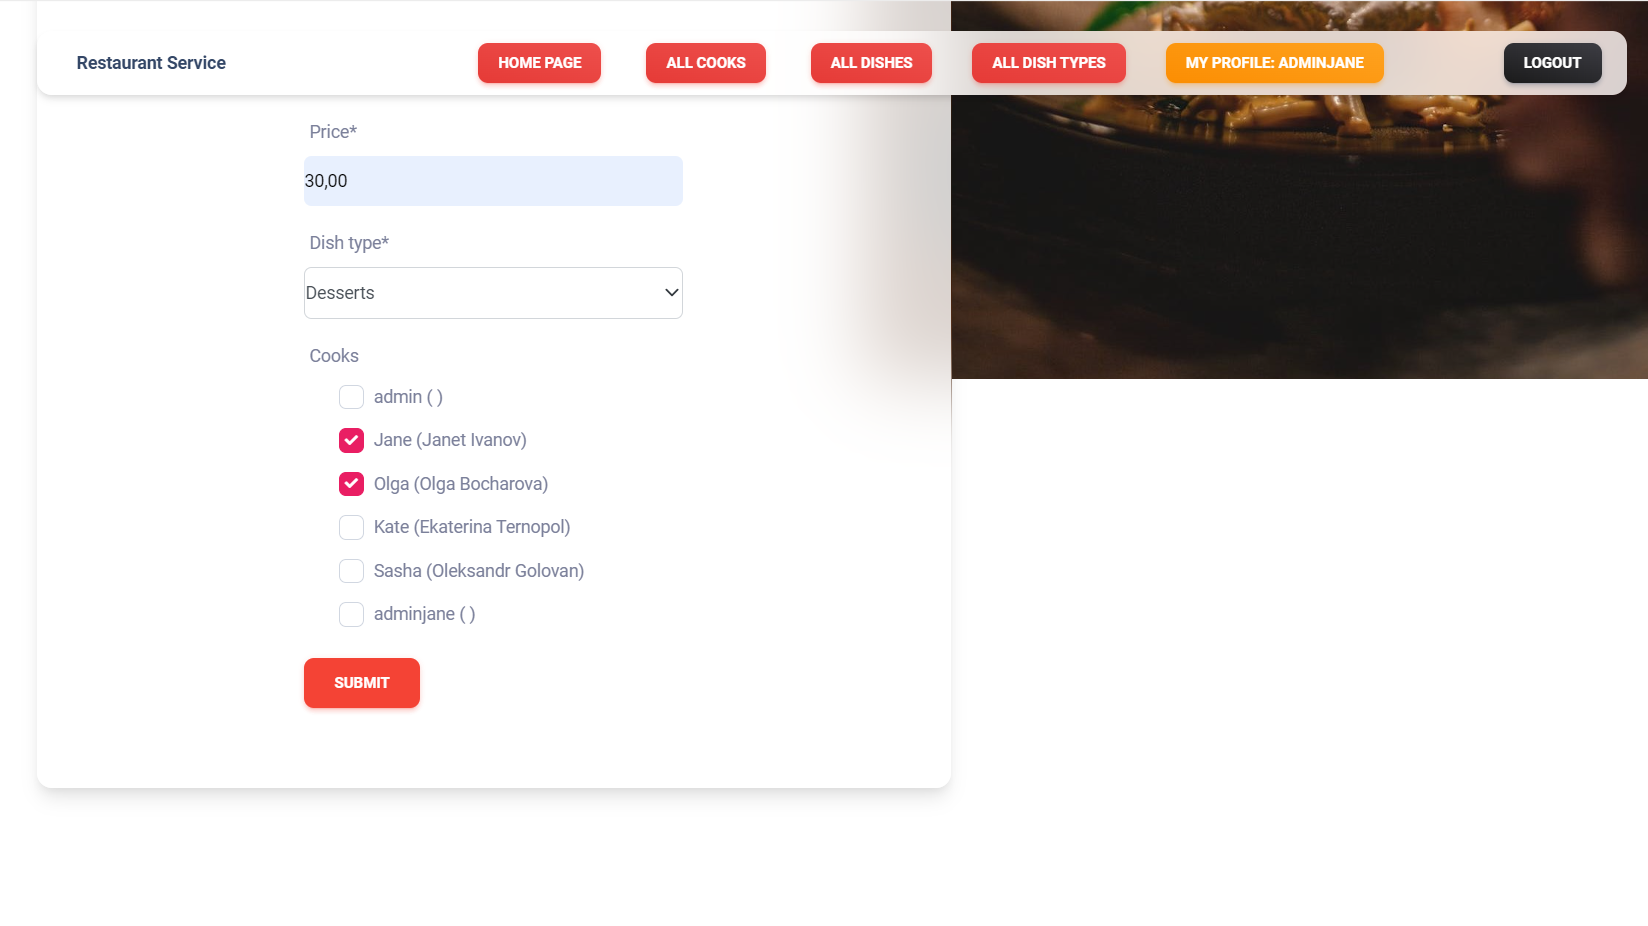 Restaurant Service
HOME PAGE
ALL COOKS
ALL DISHES
ALL DISH TYPES
MY PROFILE: ADMINJANE
LOGOUT
Price*
30,00
Dish type*
Desserts
Cooks
admin ( )
Jane (Janet Ivanov)
Olga (Olga Bocharova)
Kate (Ekaterina Ternopol)
Sasha (Oleksandr Golovan)
adminjane ( )
SUBMIT